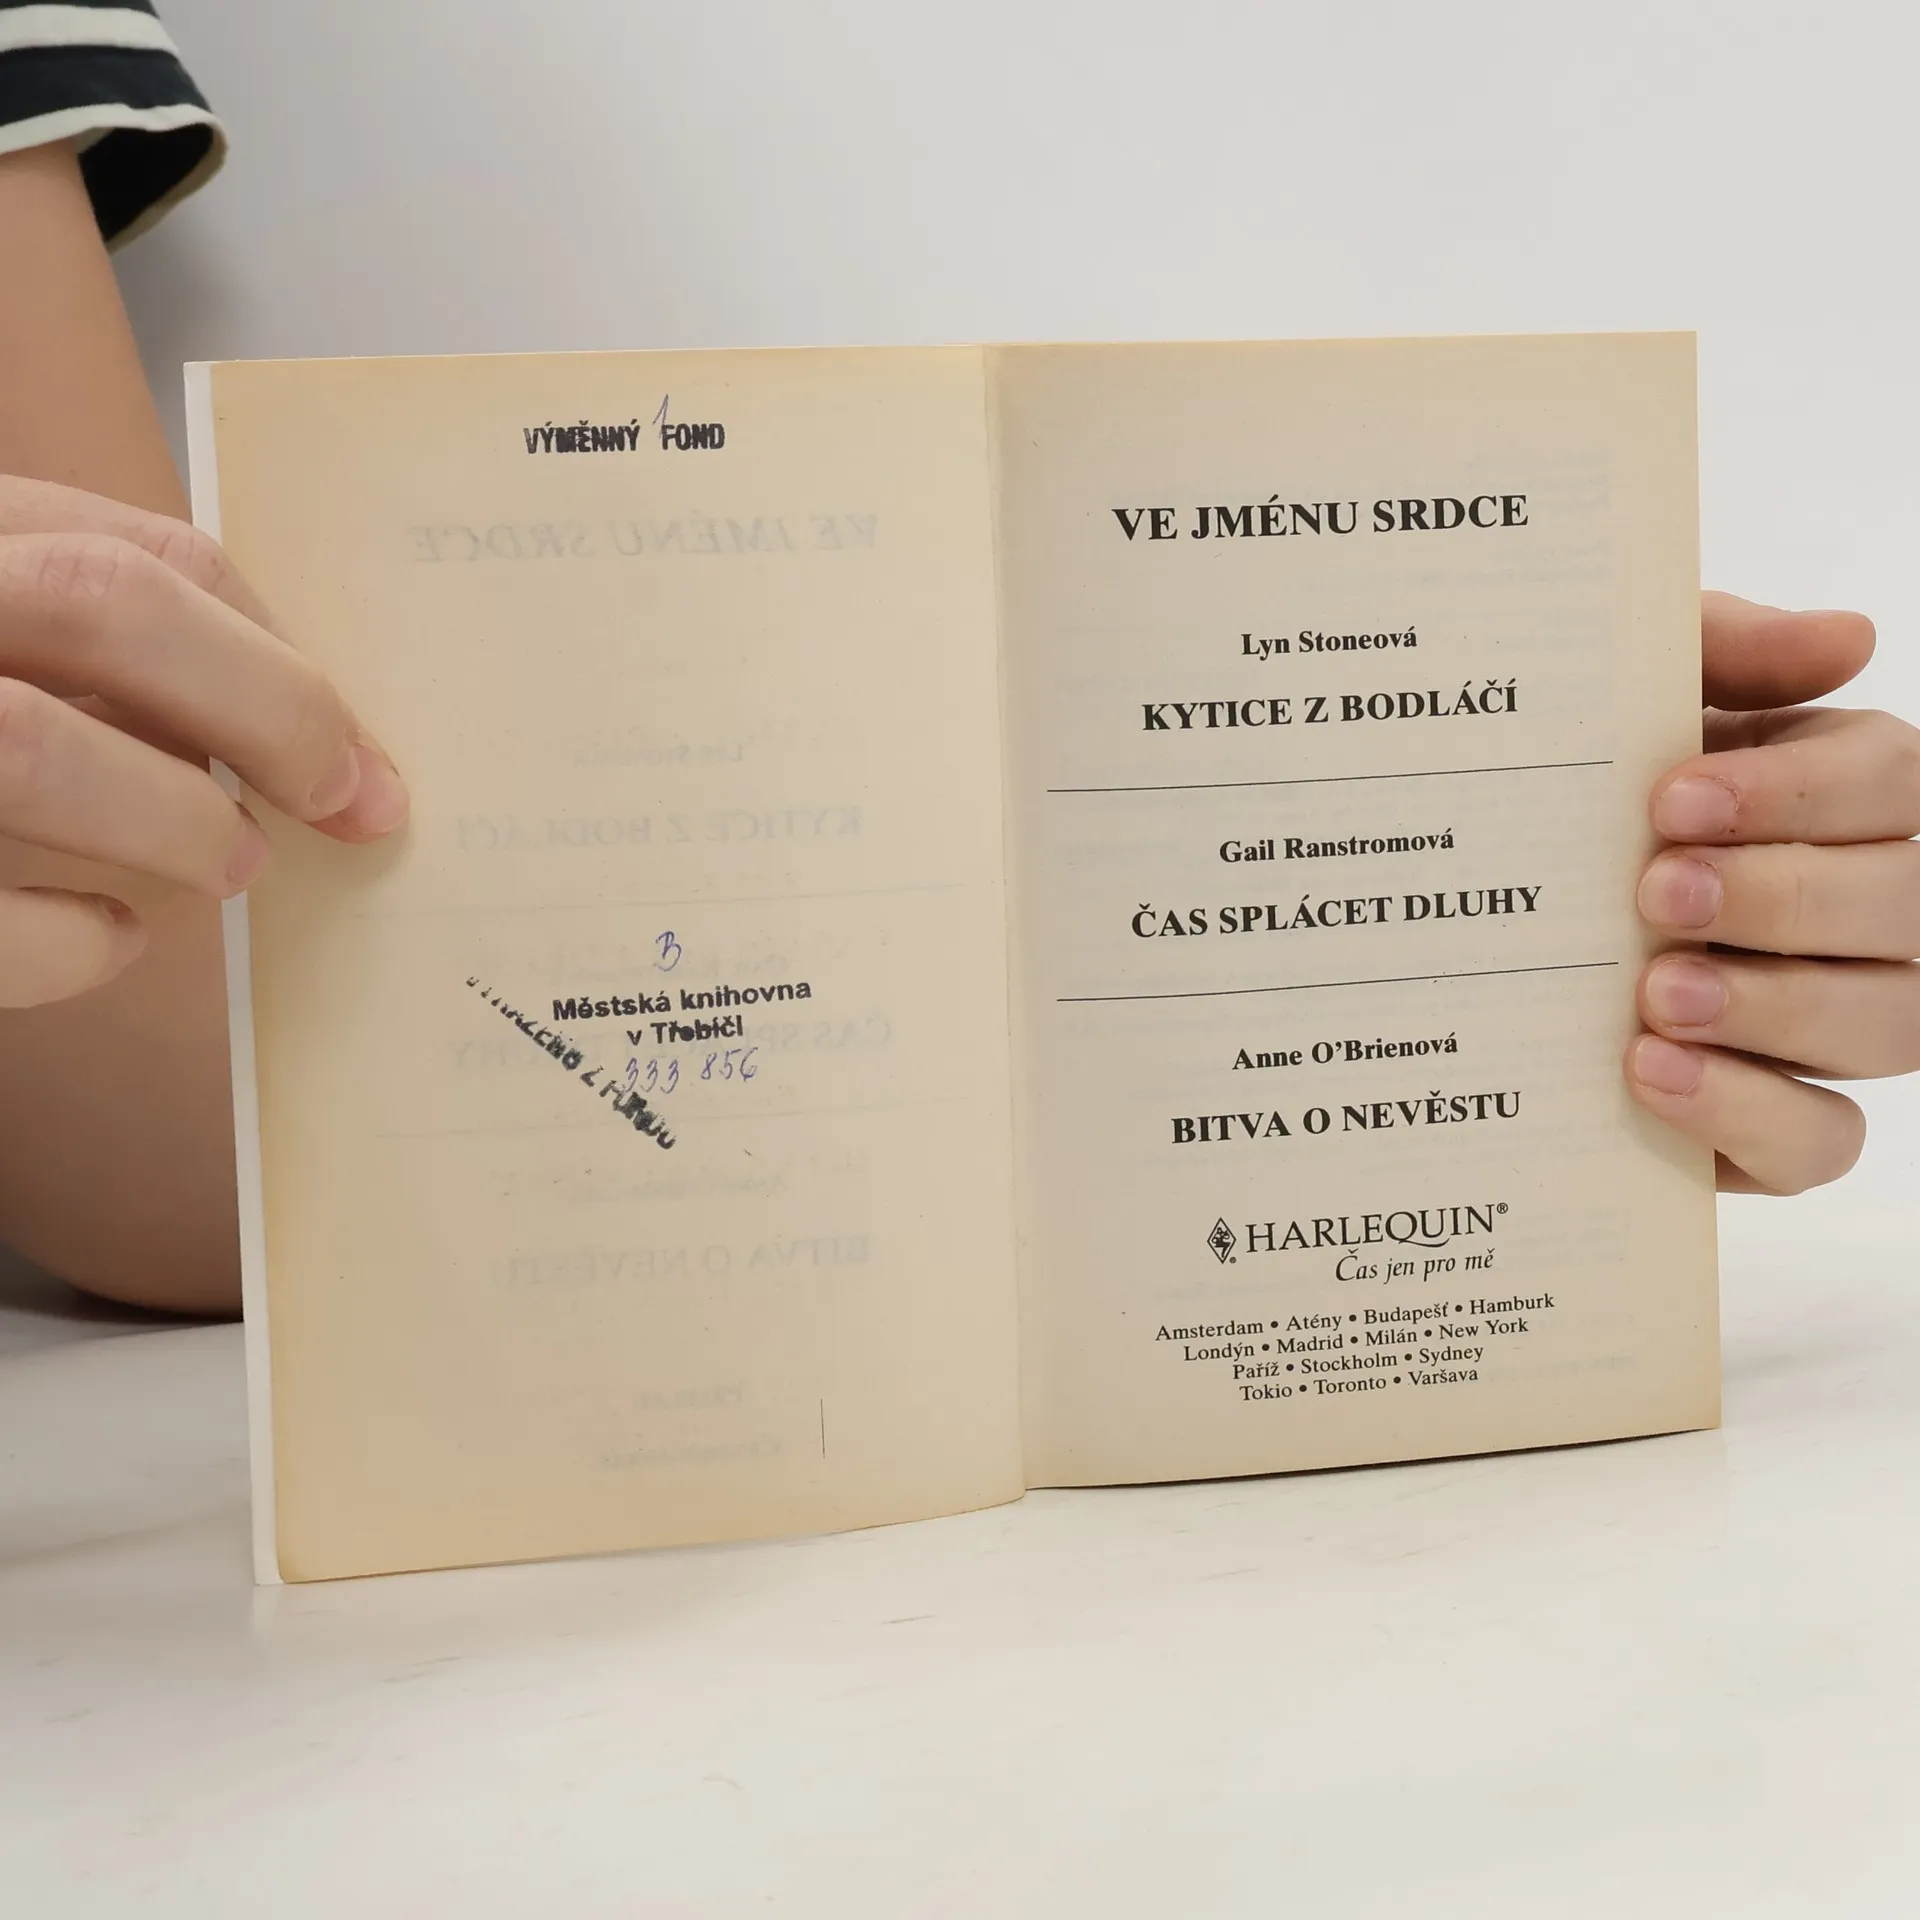 VÝMĚNNÝ FOND
1
B
Městská knihovna
v Třebíčl
333 856
Z FONDU
VE JMÉNU SRDCE
Lyn Stoneová
KYTICE Z BODLÁČÍ
Gail Ranstromová
ČAS SPLÁCET DLUHY
Anne O’Brienová
BITVA O NEVĚSTU
HARLEQUIN®
Čas jen pro mě
Amsterdam • Atény • Budapešť • Hamburk
Londýn • Madrid • Milán • New York
Paříž • Stockholm • Sydney
Tokio • Toronto • Varšava